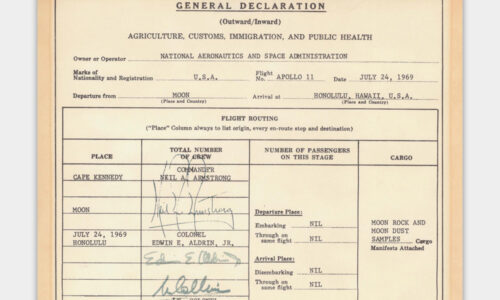 GENERAL DECLARATION
(Outward/Inward)
AGRICULTURE, CUSTOMS, IMMIGRATION, AND PUBLIC HEALTH
Owner or Operator NATIONAL AERONAUTICS AND SPACE ADMINISTRATION
Marks of Nationality and Registration U.S.A. Flight No. APOLLO 11 Date JULY 24, 1969
Departure from MOON (Place and Country) Arrival at HONOLULU, HAWAII, U.S.A. (Place and Country)
FLIGHT ROUTING
("Place" Column always to list origin, every en-route stop and destination)
PLACE
TOTAL NUMBER OF CREW
NUMBER OF PASSENGERS ON THIS STAGE
CARGO
CAPE KENNEDY
COMMANDER
NEIL A. ARMSTRONG
Neil A. Armstrong
MOON
JULY 24, 1969
HONOLULU
COLONEL
EDWIN E. ALDRIN, JR.
Departure Place:
Embarking NIL
Through on same flight NIL
Arrival Place:
Disembarking NIL
Through on same flight NIL
MOON ROCK AND
MOON DUST
SAMPLES Cargo
Manifests Attached